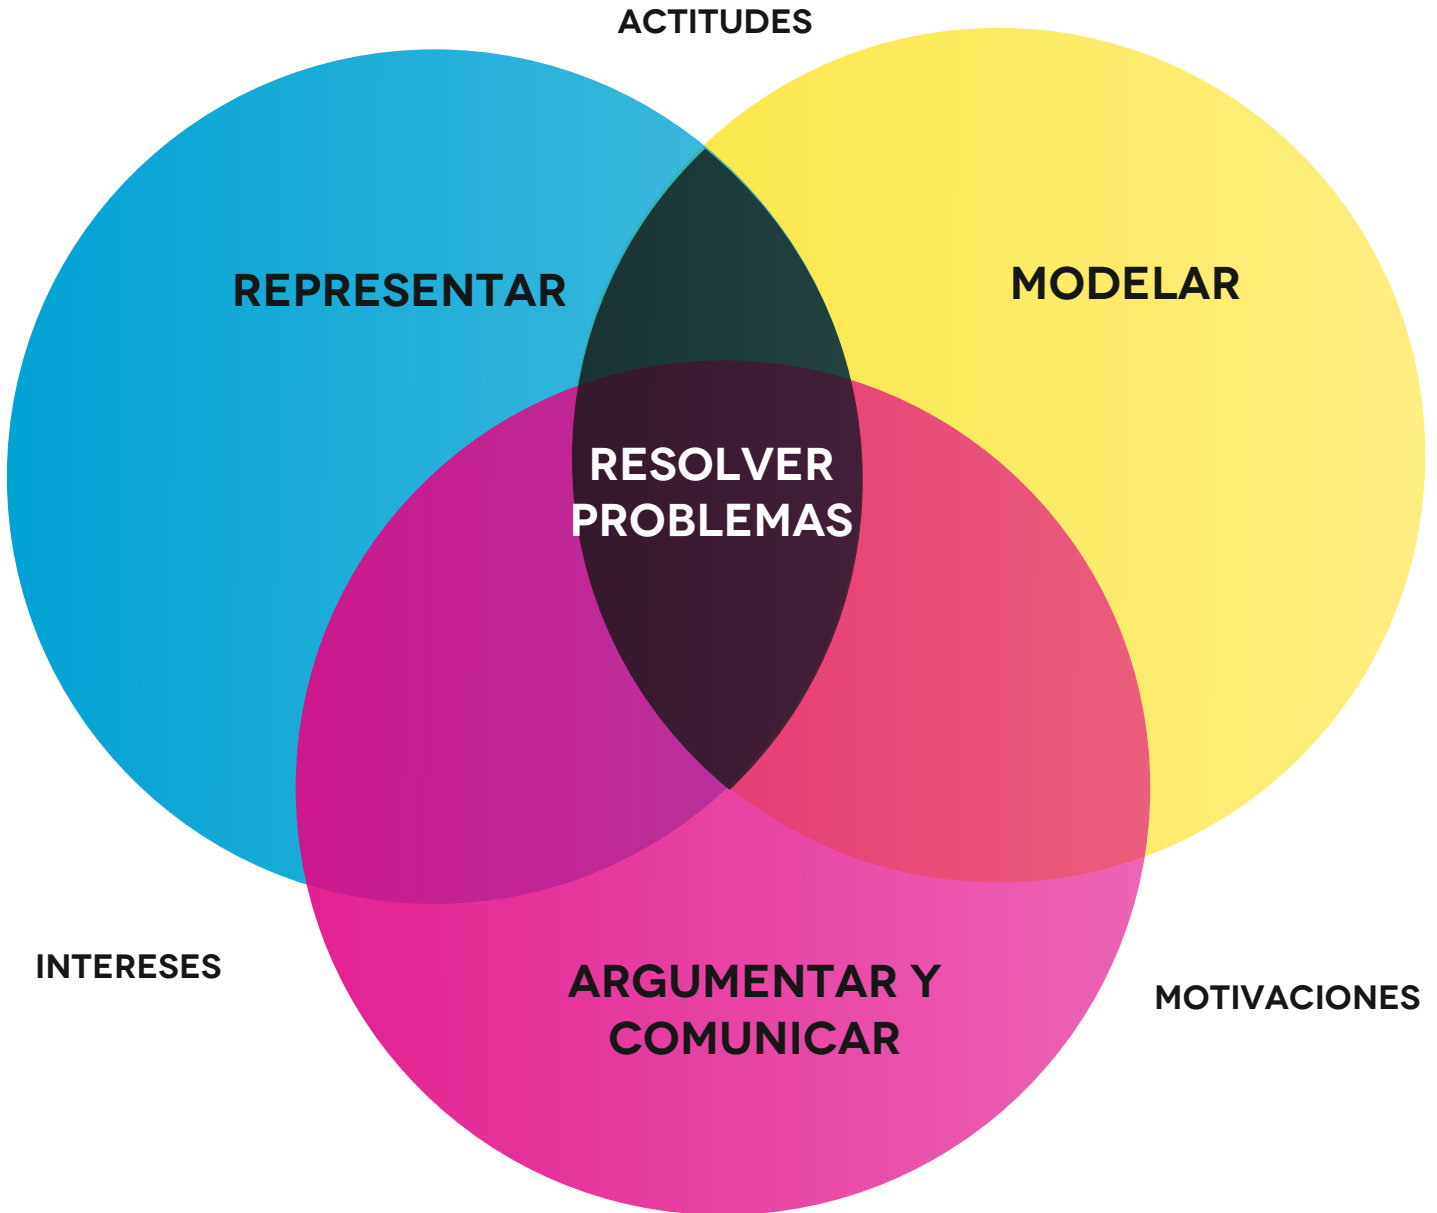 ACTITUDES
REPRESENTAR
MODELAR
RESOLVER
PROBLEMAS
INTERESES
ARGUMENTAR Y
COMUNICAR
MOTIVACIONES